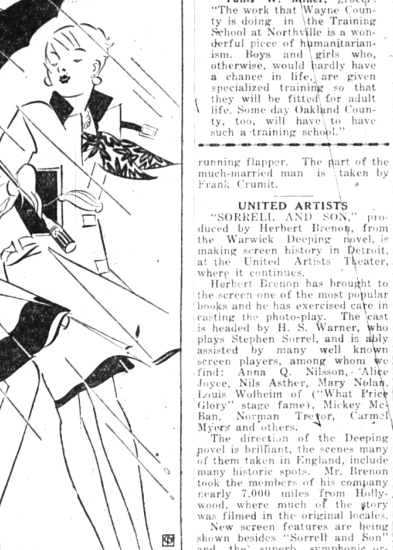 "The work that Wayne Coun-
ty is doing in the Training
School at Northville is a won-
derful piece of humanitarian-
ism. Boys and girls who,
otherwise, would hardly have
a chance in life, are given
specialized training so that
they will be fitted for adult
life. Some day Oakland Coun-
ty, too, will have to have
such a training school."
running flapper. The part of the
much-married man is taken by
Frank Crumit.
UNITED ARTISTS
"SORRELL AND SON," pro-
duced by Herbert Brenon, from
the Warwick Deeping novel, is
making screen history in Detroit,
at the United Artists Theater,
where it continues.
Herbert Brenon has brought to
the screen one of the most popular
books and he has exercised care in
casting the photo-play. The cast
is headed by H. S. Warner, who
plays Stephen Sorrel, and is ably
assisted by many well known
screen players, among whom we
find: Anna Q. Nilsson, Alice
Joyce, Nils Asther, Mary Nolan,
Louis Wolheim of ("What Price
Glory" stage fame), Mickey Mc-
Ban, Norman Trevor, Carmel
Myers and others.
The direction of the Deeping
novel is brilliant, the scenes many
of them taken in England, include
many historic spots. Mr. Brenon
took the members of his company
nearly 7,000 miles from Holly-
wood, where much of the story
was filmed in the original locales.
New screen features are being
shown besides "Sorrell and Son"
and the superb symphonic or-